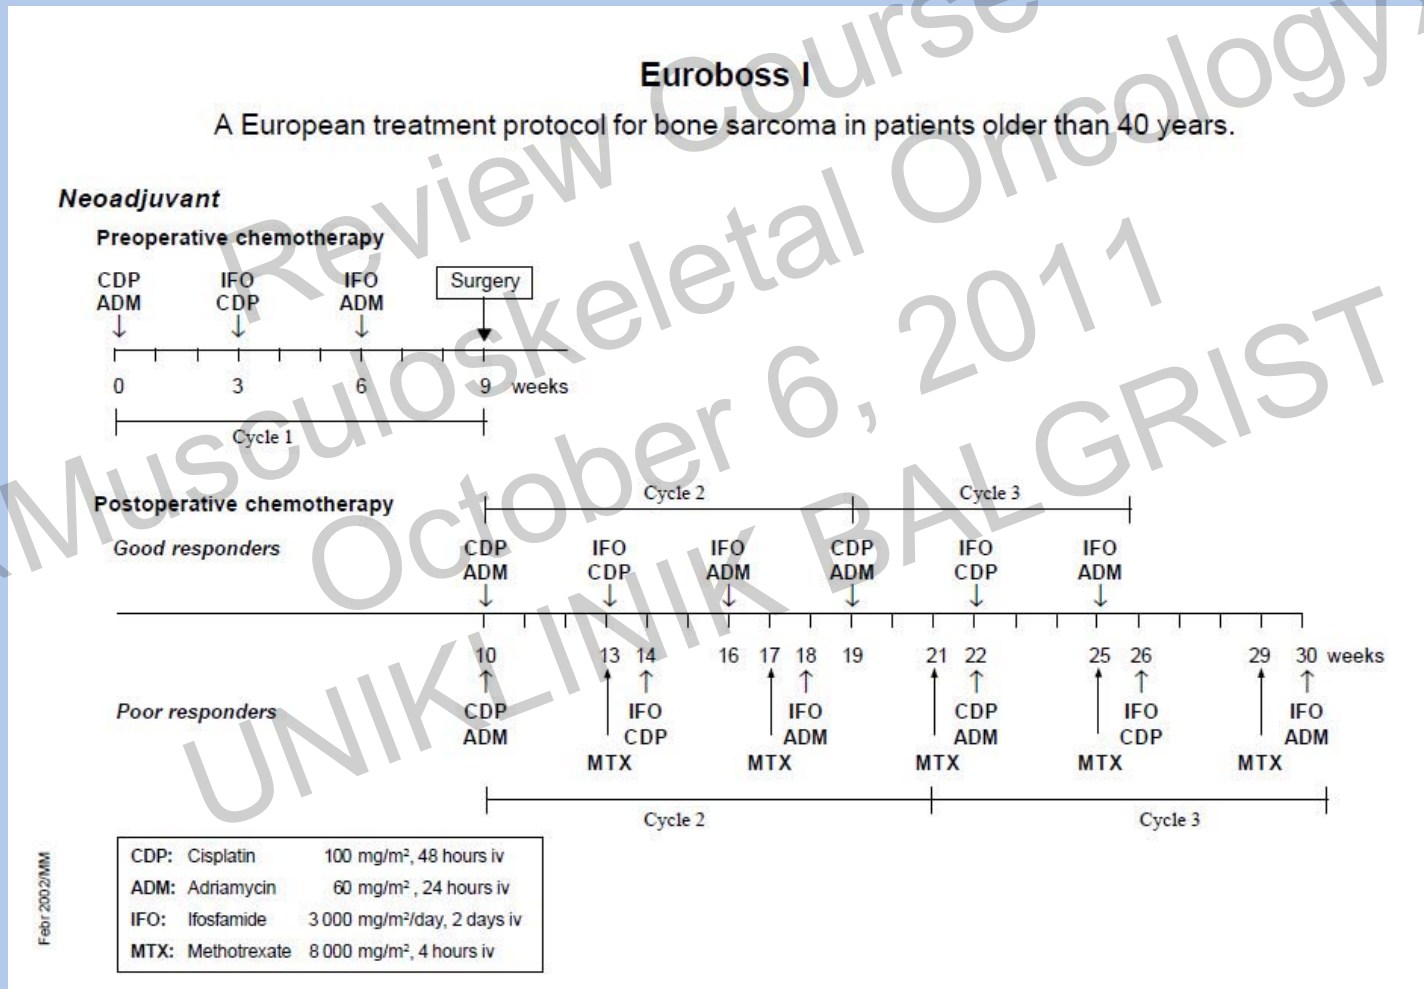 Euroboss I
A European treatment protocol for bone sarcoma in patients older than 40 years.
Neoadjuvant
Preoperative chemotherapy
CDP IFO IFO Surgery
ADM CDP ADM
0 3 6 9 weeks
Cycle 1
Postoperative chemotherapy
Cycle 2 Cycle 3
Good responders
CDP IFO IFO CDP IFO IFO
ADM CDP ADM ADM CDP ADM
10 13 14 16 17 18 19 21 22 25 26 29 30 weeks
Poor responders
CDP IFO IFO CDP IFO IFO
ADM CDP ADM ADM CDP ADM
MTX MTX MTX MTX MTX
Cycle 2 Cycle 3
CDP: Cisplatin 100 mg/m², 48 hours iv
ADM: Adriamycin 60 mg/m² , 24 hours iv
IFO: Ifosfamide 3 000 mg/m²/day, 2 days iv
MTX: Methotrexate 8 000 mg/m², 4 hours iv
Febr 2002/MM
Review Course
Musculoskeletal Oncology
October 6, 2011
UNIKLINIK BALGRIST